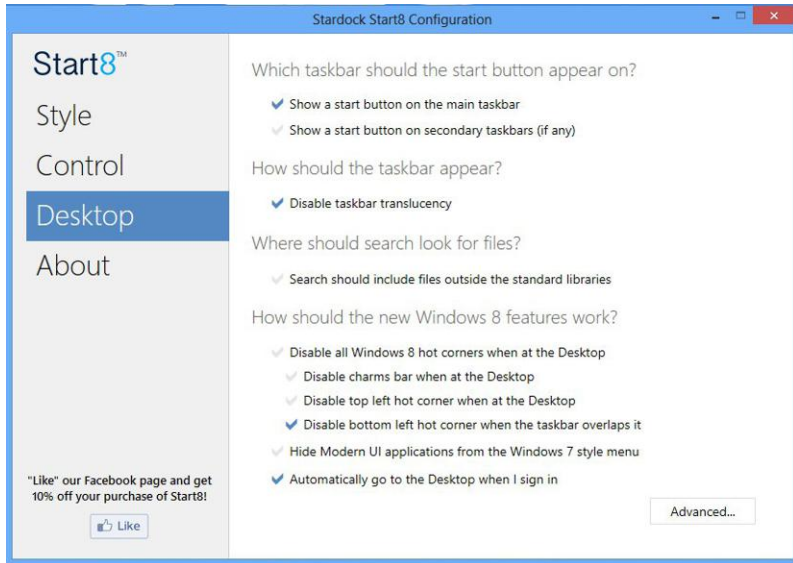 Stardock Start8 Configuration
Start8™
Style
Control
Desktop
About
"Like" our Facebook page and get
10% off your purchase of Start8!
Like
Which taskbar should the start button appear on?
Show a start button on the main taskbar
Show a start button on secondary taskbars (if any)
How should the taskbar appear?
Disable taskbar translucency
Where should search look for files?
Search should include files outside the standard libraries
How should the new Windows 8 features work?
Disable all Windows 8 hot corners when at the Desktop
Disable charms bar when at the Desktop
Disable top left hot corner when at the Desktop
Disable bottom left hot corner when the taskbar overlaps it
Hide Modern UI applications from the Windows 7 style menu
Automatically go to the Desktop when I sign in
Advanced...